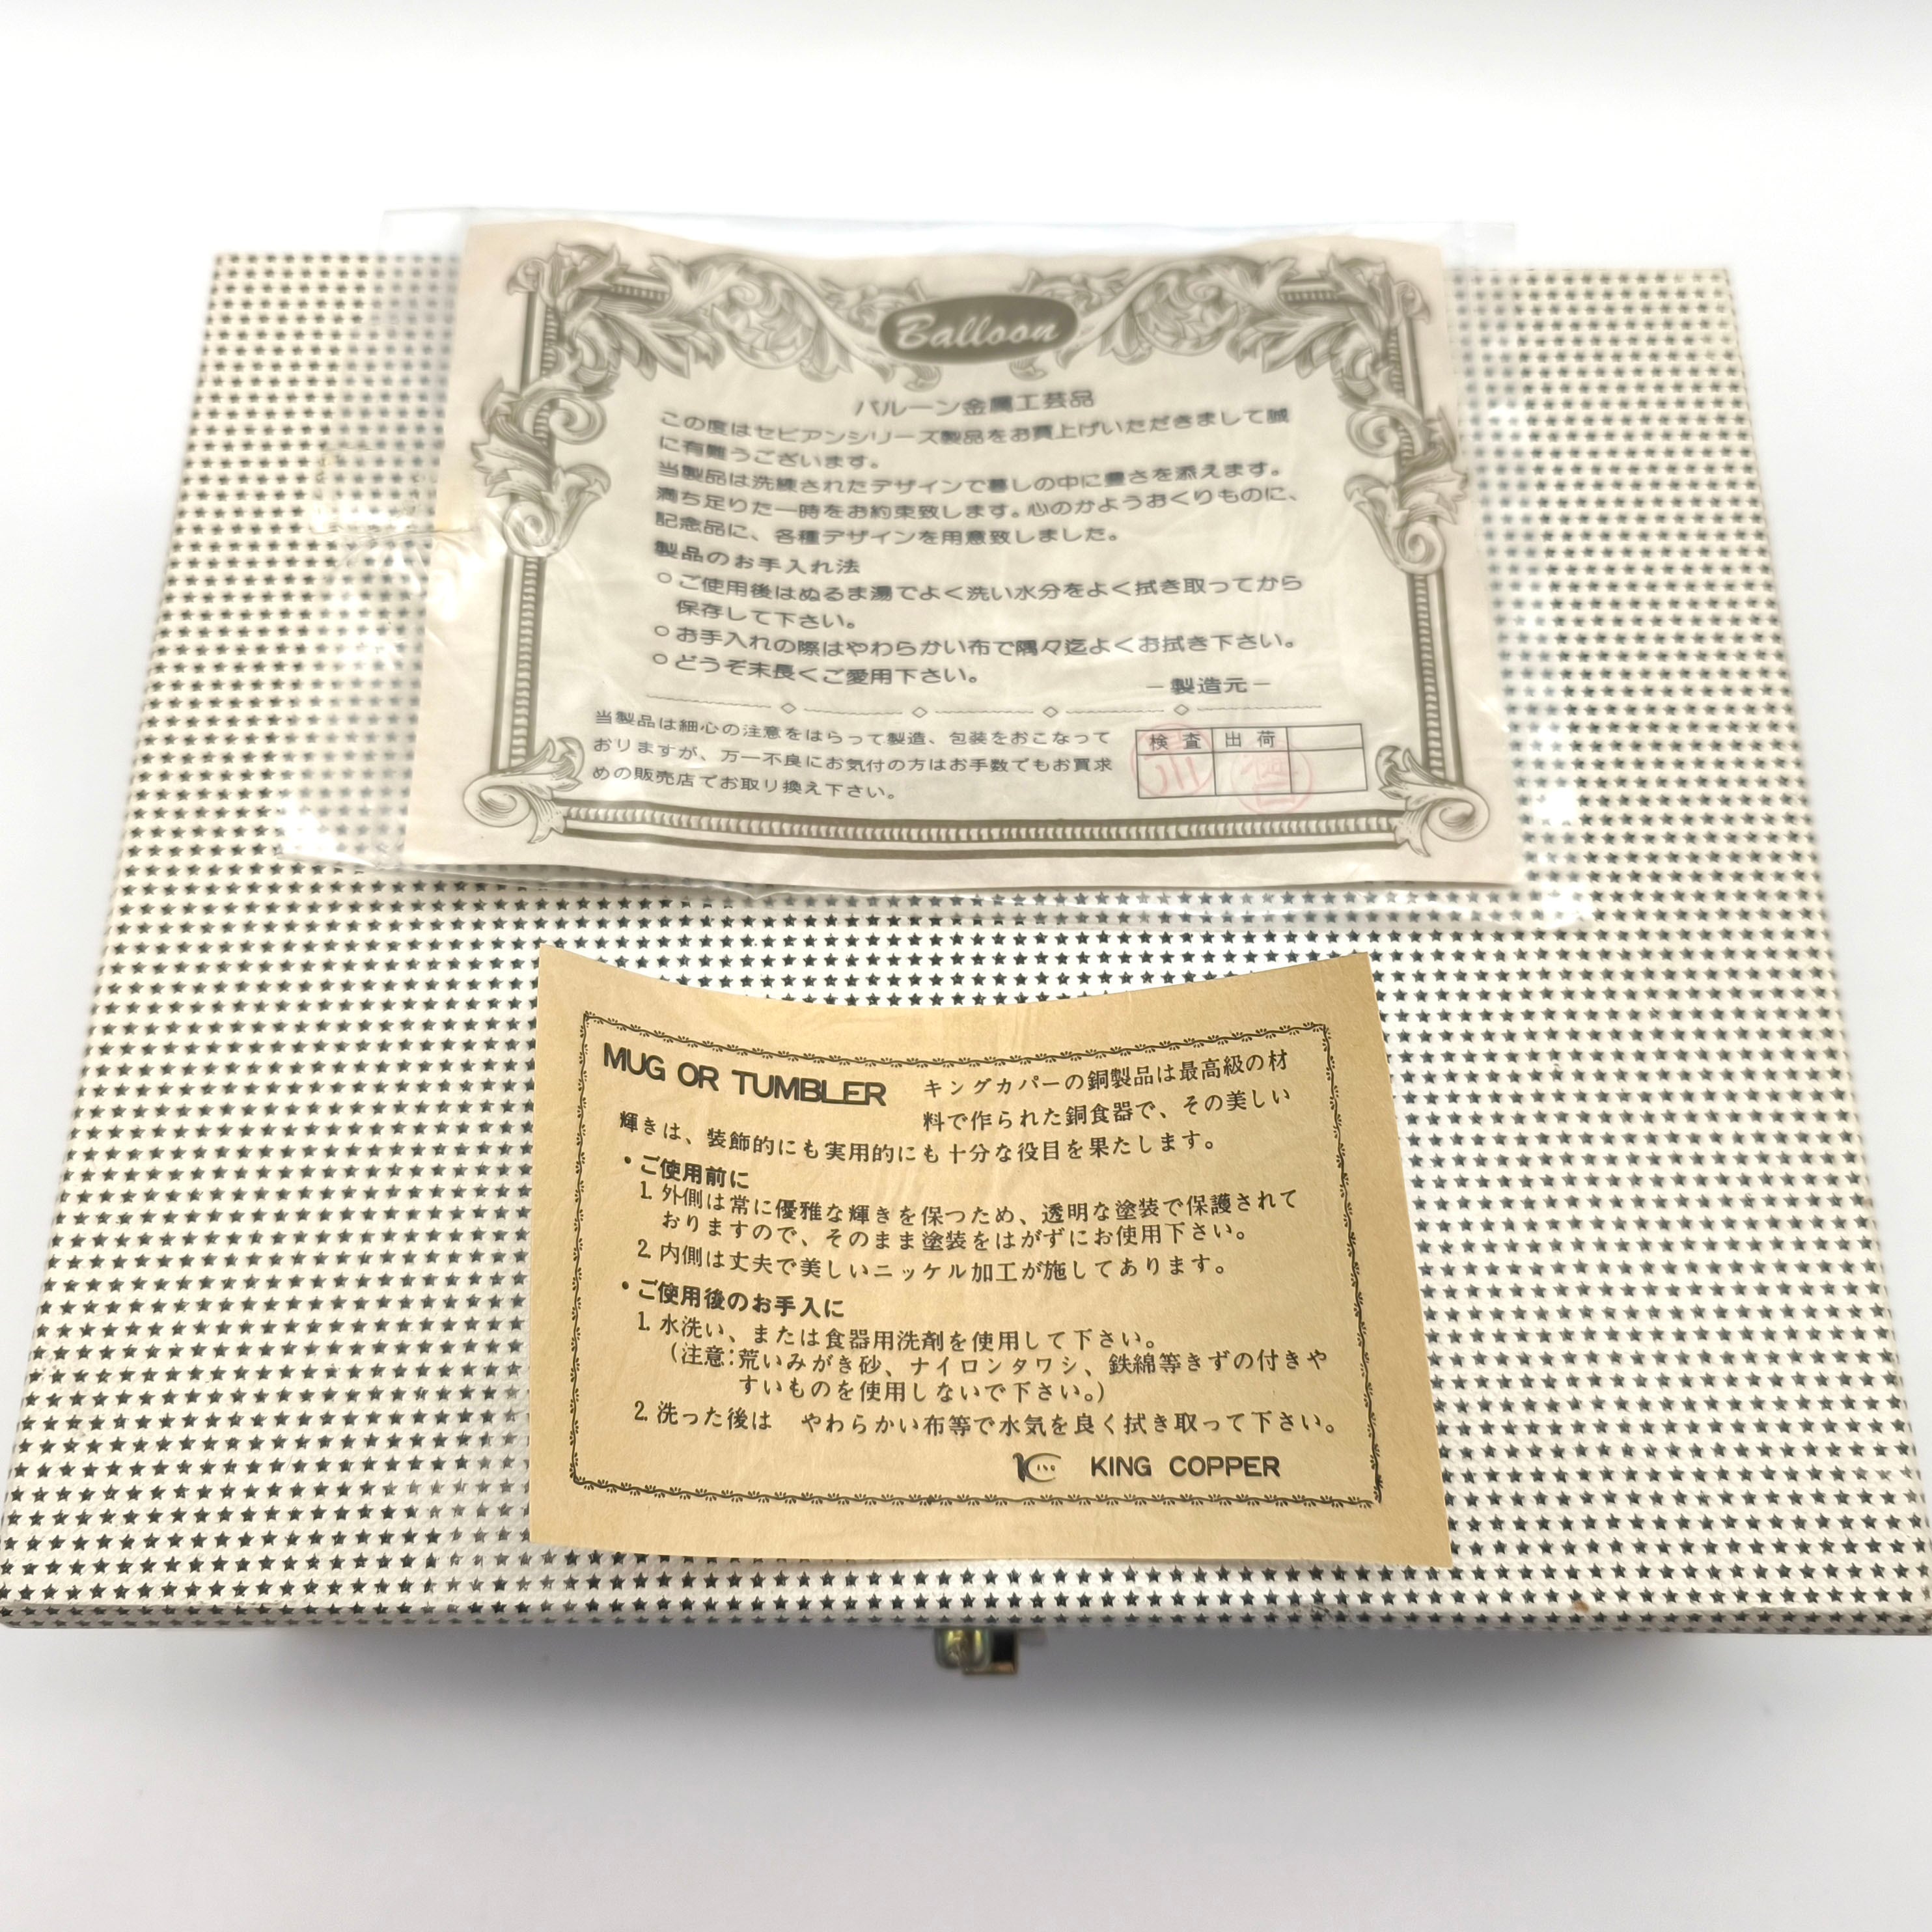 Balloon
バルーン金属工芸品
この度はセビアンシリーズ製品をお買上げいただきまして誠
に有難うございます。
当製品は洗練されたデザインで暮しの中に豊さを添えます。
満ち足りた一時をお約束致します。心のかようおくりものに、
記念品に、各種デザインを用意致しました。
製品のお手入れ法
○ご使用後はぬるま湯でよく洗い水分をよく拭き取ってから
保存して下さい。
○お手入れの際はやわらかい布で隅々迄よくお拭き下さい。
○どうぞ末長くご愛用下さい。
－製造元－
当製品は細心の注意をはらって製造、包装をおこなって
おりますが、万一不良にお気付の方はお手数でもお買求
めの販売店でお取り換え下さい。
検査 出荷
MUG OR TUMBLER キングカパーの銅製品は最高級の材
料で作られた銅食器で、その美しい
輝きは、装飾的にも実用的にも十分な役目を果たします。
・ご使用前に
1. 外側は常に優雅な輝きを保つため、透明な塗装で保護されて
おりますので、そのまま塗装をはがずにお使用下さい。
2. 内側は丈夫で美しいニッケル加工が施してあります。
・ご使用後のお手入に
1. 水洗い、または食器用洗剤を使用して下さい。
(注意:荒いみがき砂、ナイロンタワシ、鉄綿等きずの付きや
すいものを使用しないで下さい。)
2. 洗った後は やわらかい布等で水気を良く拭き取って下さい。
KING COPPER